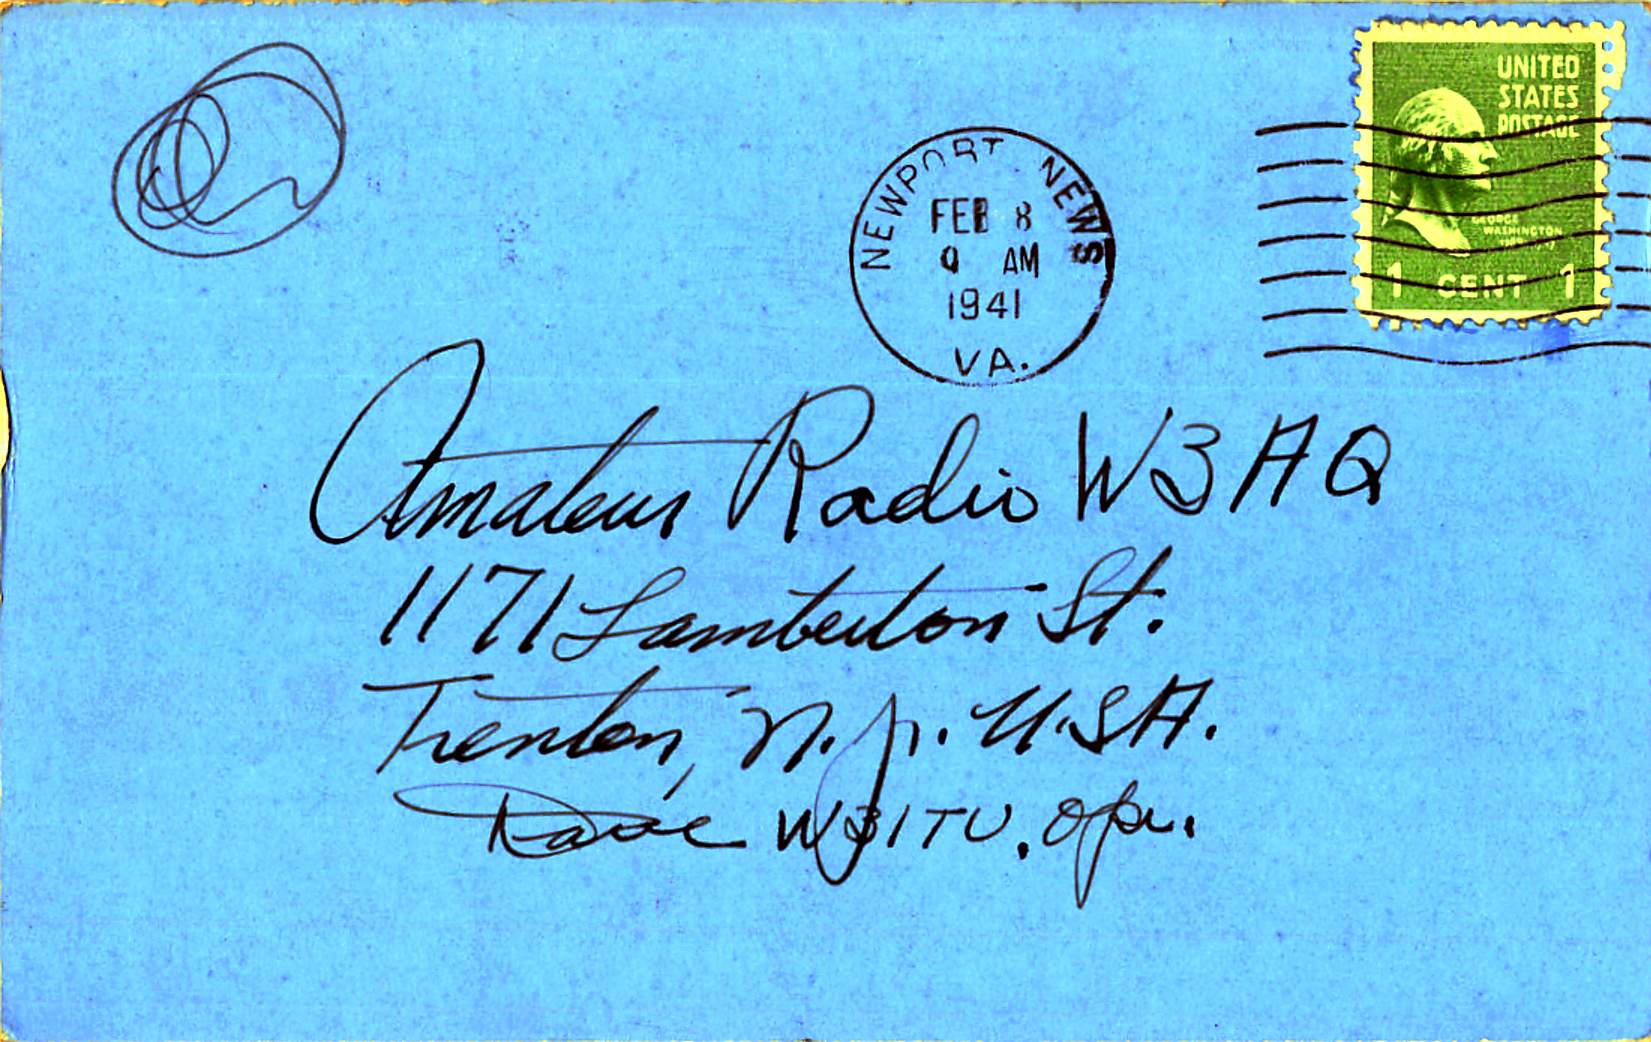 UNITED
STATES
POSTAGE
GEORGE
WASHINGTON
1 CENT 1
NEWPORT NEWS
FEB 8
9 AM
1941
VA.
Amateur Radio W3AQ
1171 Lamberton St.
Trenton, N.J. U.S.A.
Dave W3ITU. Opr.